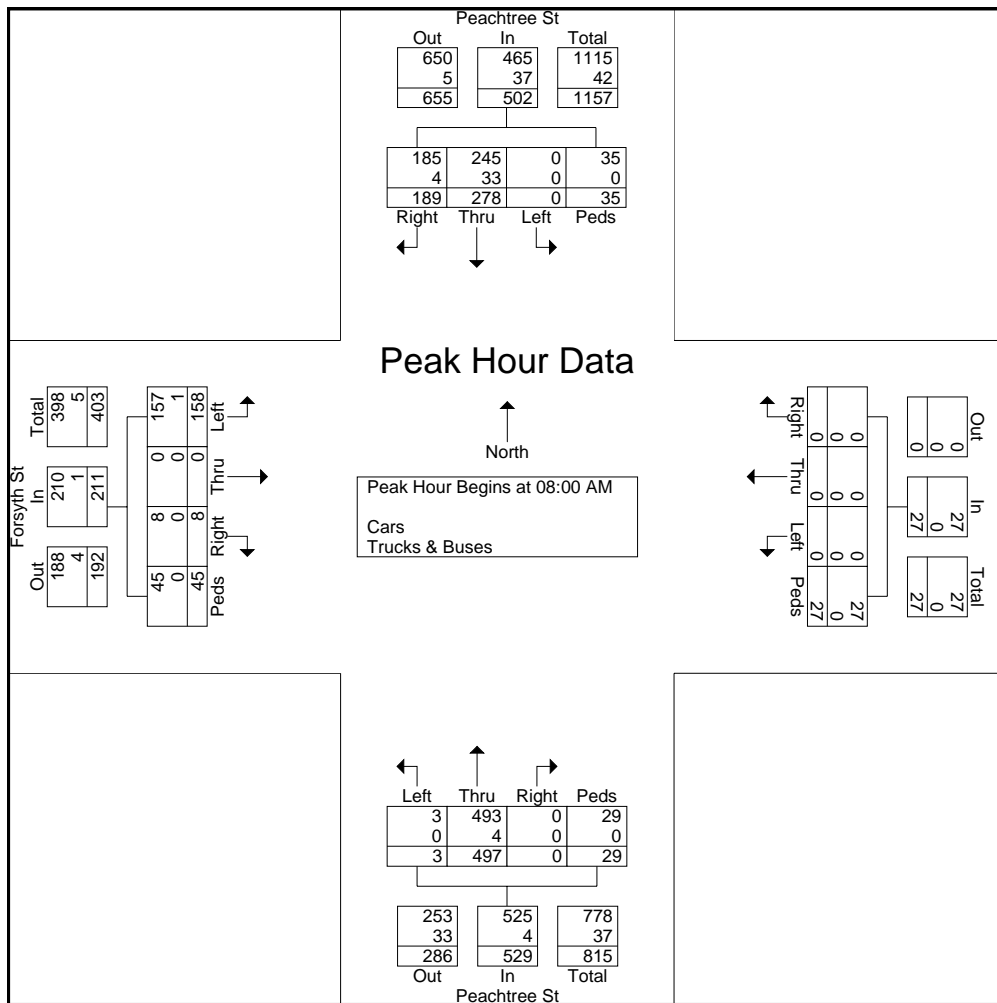 Peachtree St
Out In Total
650 465 1115
5 37 42
655 502 1157
185 245 0 35
4 33 0 0
189 278 0 35
Right Thru Left Peds
Peak Hour Data
North
Peak Hour Begins at 08:00 AM
Cars
Trucks & Buses
Forsyth St
Out In Total
188 210 398
4 1 5
192 211 403
45 8 0 157
0 0 0 1
45 8 0 158
Peds Right Thru Left
Out In Total
0 27 27
0 0 0
0 27 27
0 0 0 27
0 0 0 0
0 0 0 27
Right Thru Left Peds
Left Thru Right Peds
3 493 0 29
0 4 0 0
3 497 0 29
253 525 778
33 4 37
286 529 815
Out In Total
Peachtree St